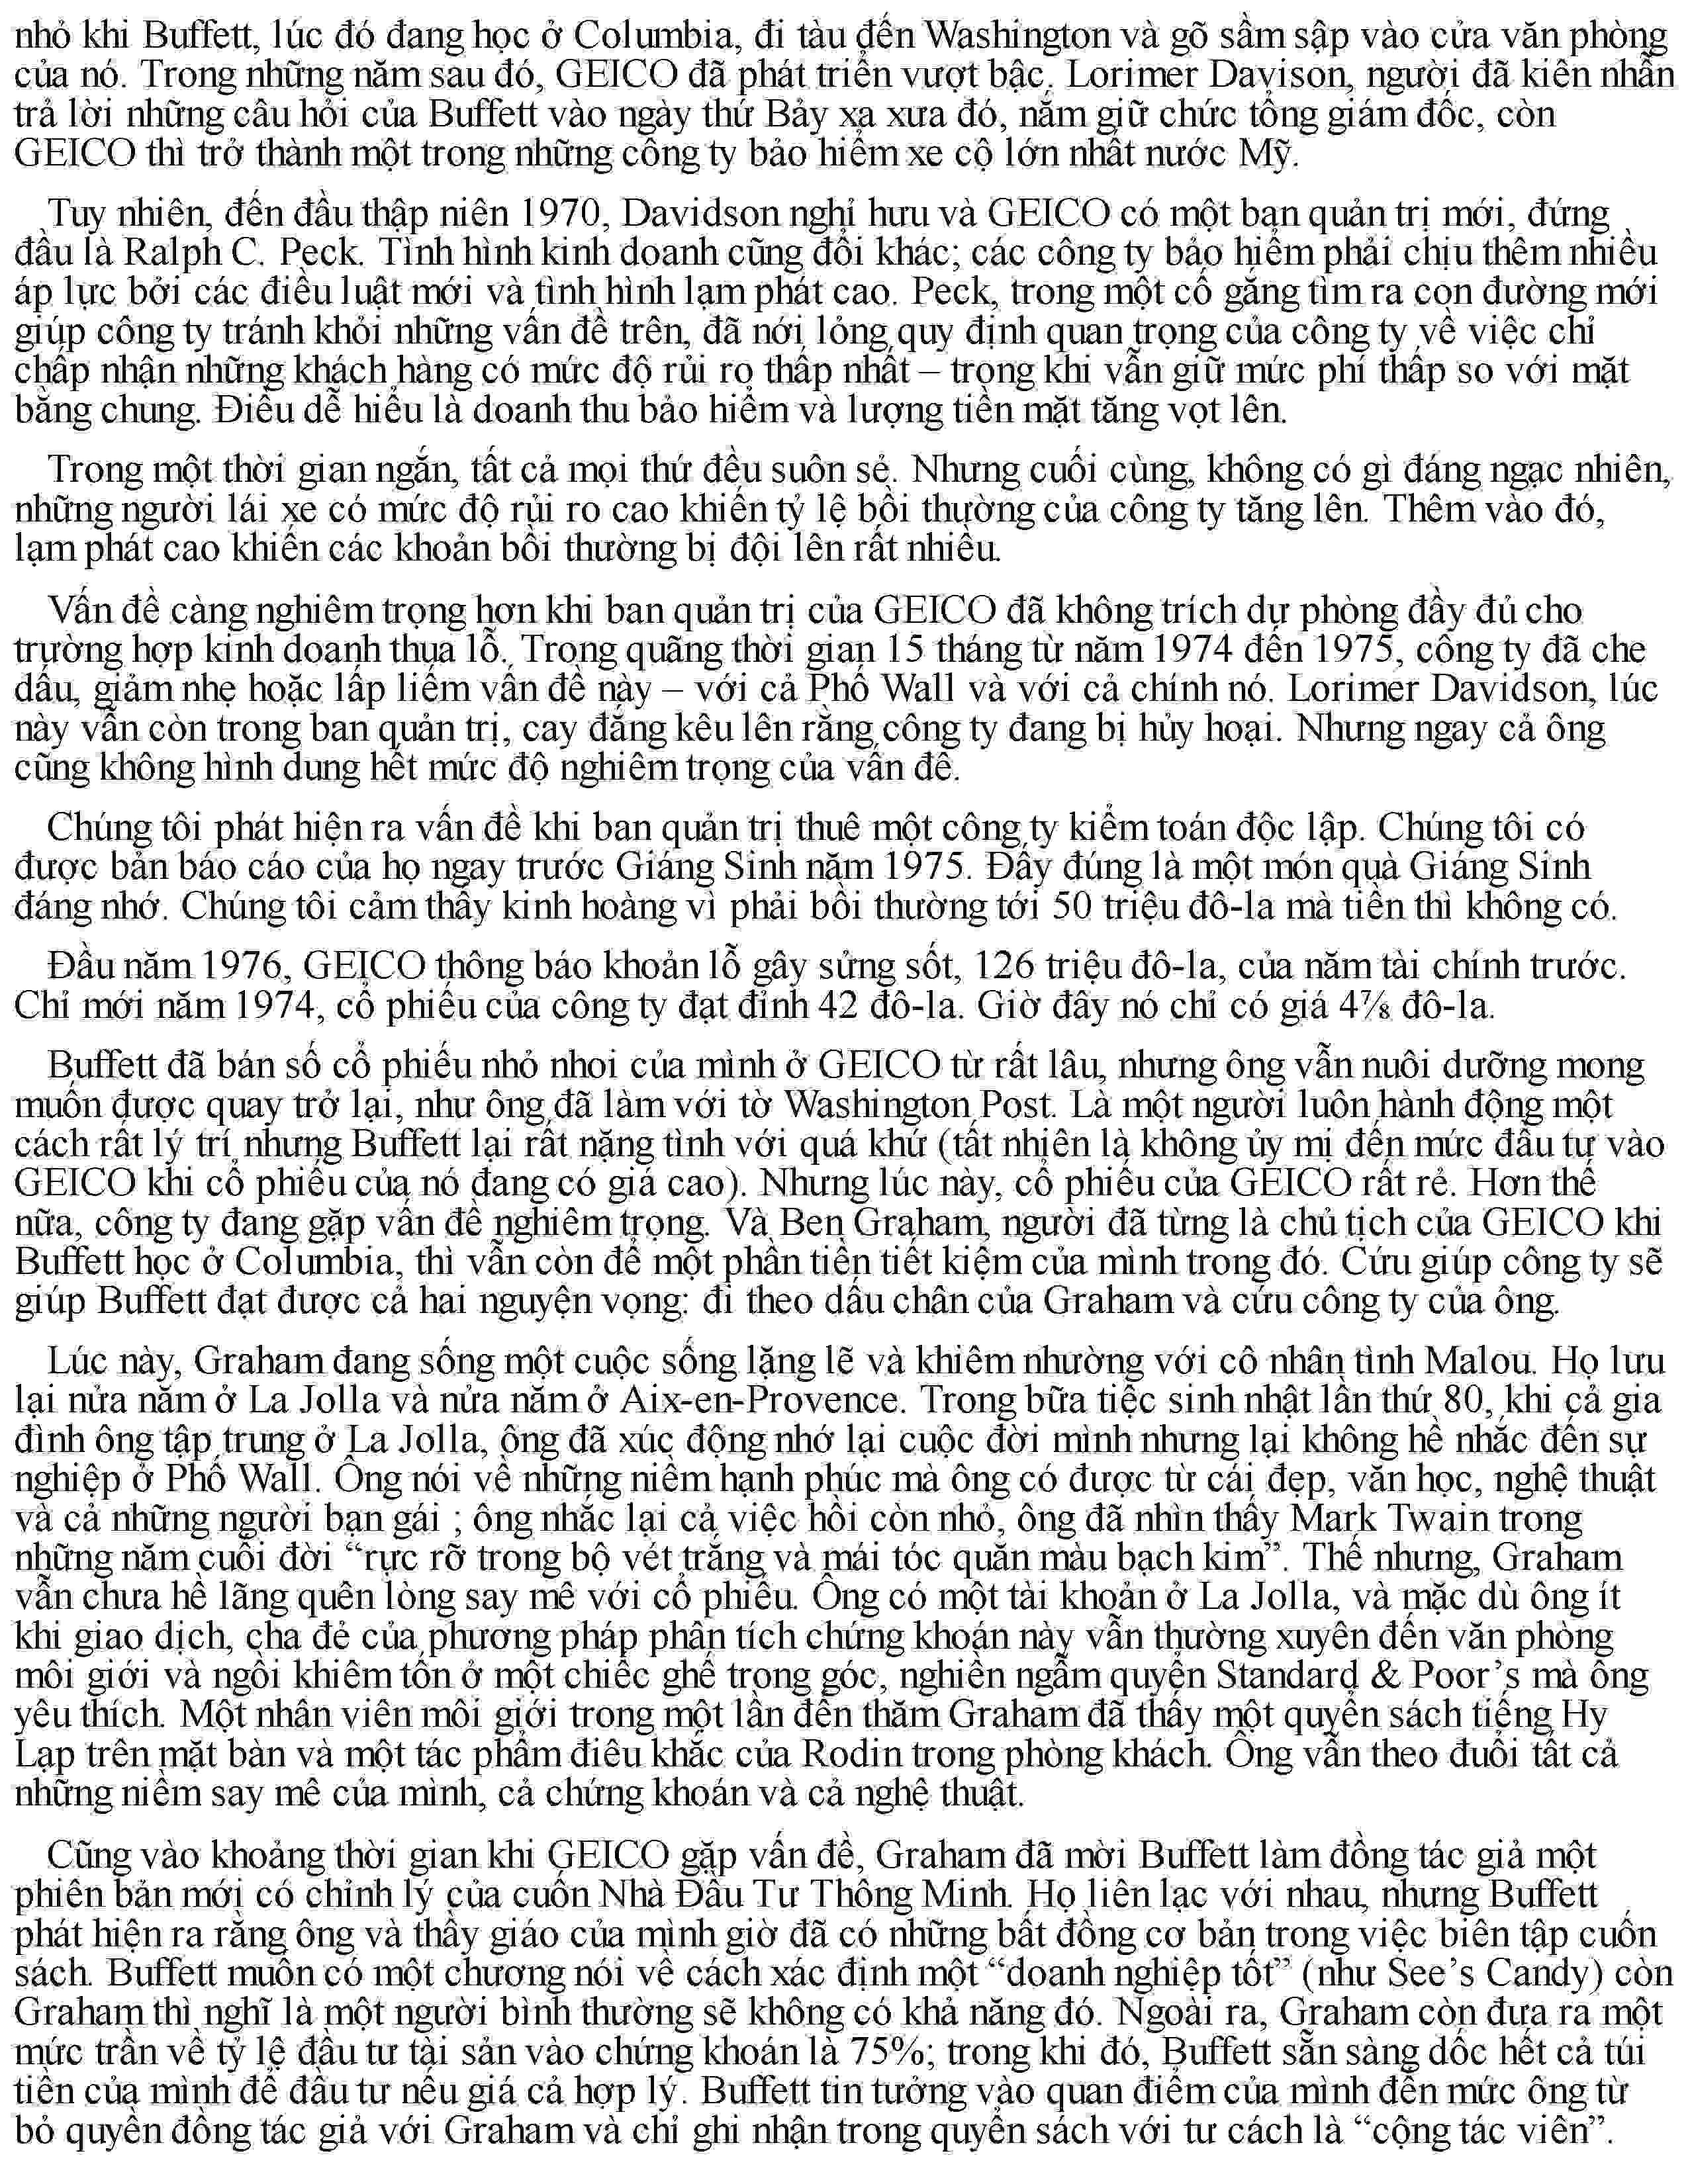 nhỏ khi Buffett, lúc đó đang học ở Columbia, đi tàu đến Washington và gõ sầm sập vào cửa văn phòng
của nó. Trong những năm sau đó, GEICO đã phát triển vượt bậc. Lorimer Davison, người đã kiên nhẫn
trả lời những câu hỏi của Buffett vào ngày thứ Bảy xa xưa đó, nắm giữ chức tổng giám đốc, còn
GEICO thì trở thành một trong những công ty bảo hiểm xe cộ lớn nhất nước Mỹ.
Tuy nhiên, đến đầu thập niên 1970, Davidson nghỉ hưu và GEICO có một ban quản trị mới, đứng
đầu là Ralph C. Peck. Tình hình kinh doanh cũng đổi khác; các công ty bảo hiểm phải chịu thêm nhiều
áp lực bởi các điều luật mới và tình hình lạm phát cao. Peck, trong một cố gắng tìm ra con đường mới
giúp công ty tránh khỏi những vấn đề trên, đã nới lỏng quy định quan trọng của công ty về việc chỉ
chấp nhận những khách hàng có mức độ rủi ro thấp nhất – trong khi vẫn giữ mức phí thấp so với mặt
bằng chung. Điều dễ hiểu là doanh thu bảo hiểm và lượng tiền mặt tăng vọt lên.
Trong một thời gian ngắn, tất cả mọi thứ đều suôn sẻ. Nhưng cuối cùng, không có gì đáng ngạc nhiên,
những người lái xe có mức độ rủi ro cao khiến tỷ lệ bồi thường của công ty tăng lên. Thêm vào đó,
lạm phát cao khiến các khoản bồi thường bị đội lên rất nhiều.
Vấn đề càng nghiêm trọng hơn khi ban quản trị của GEICO đã không trích dự phòng đầy đủ cho
trường hợp kinh doanh thua lỗ. Trong quãng thời gian 15 tháng từ năm 1974 đến 1975, công ty đã che
dấu, giảm nhẹ hoặc lấp liếm vấn đề này – với cả Phố Wall và với cả chính nó. Lorimer Davidson, lúc
này vẫn còn trong ban quản trị, cay đắng kêu lên rằng công ty đang bị hủy hoại. Nhưng ngay cả ông
cũng không hình dung hết mức độ nghiêm trọng của vấn đề.
Chúng tôi phát hiện ra vấn đề khi ban quản trị thuê một công ty kiểm toán độc lập. Chúng tôi có
được bản báo cáo của họ ngay trước Giáng Sinh năm 1975. Đấy đúng là một món quà Giáng Sinh
đáng nhớ. Chúng tôi cảm thấy kinh hoàng vì phải bồi thường tới 50 triệu đô-la mà tiền thì không có.
Đầu năm 1976, GEICO thông báo khoản lỗ gây sửng sốt, 126 triệu đô-la, của năm tài chính trước.
Chỉ mới năm 1974, cổ phiếu của công ty đạt đỉnh 42 đô-la. Giờ đây nó chỉ có giá 4⅞ đô-la.
Buffett đã bán số cổ phiếu nhỏ nhoi của mình ở GEICO từ rất lâu, nhưng ông vẫn nuôi dưỡng mong
muốn được quay trở lại, như ông đã làm với tờ Washington Post. Là một người luôn hành động một
cách rất lý trí nhưng Buffett lại rất nặng tình với quá khứ (tất nhiên là không ủy mị đến mức đầu tư vào
GEICO khi cổ phiếu của nó đang có giá cao). Nhưng lúc này, cổ phiếu của GEICO rất rẻ. Hơn thế
nữa, công ty đang gặp vấn đề nghiêm trọng. Và Ben Graham, người đã từng là chủ tịch của GEICO khi
Buffett học ở Columbia, thì vẫn còn để một phần tiền tiết kiệm của mình trong đó. Cứu giúp công ty sẽ
giúp Buffett đạt được cả hai nguyện vọng: đi theo dấu chân của Graham và cứu công ty của ông.
Lúc này, Graham đang sống một cuộc sống lặng lẽ và khiêm nhường với cô nhân tình Malou. Họ lưu
lại nửa năm ở La Jolla và nửa năm ở Aix-en-Provence. Trong bữa tiệc sinh nhật lần thứ 80, khi cả gia
đình ông tập trung ở La Jolla, ông đã xúc động nhớ lại cuộc đời mình nhưng lại không hề nhắc đến sự
nghiệp ở Phố Wall. Ông nói về những niềm hạnh phúc mà ông có được từ cái đẹp, văn học, nghệ thuật
và cả những người bạn gái ; ông nhắc lại cả việc hồi còn nhỏ, ông đã nhìn thấy Mark Twain trong
những năm cuối đời “rực rỡ trong bộ vét trắng và mái tóc quăn màu bạch kim”. Thế nhưng, Graham
vẫn chưa hề lãng quên lòng say mê với cổ phiếu. Ông có một tài khoản ở La Jolla, và mặc dù ông ít
khi giao dịch, cha đẻ của phương pháp phân tích chứng khoán này vẫn thường xuyên đến văn phòng
môi giới và ngồi khiêm tốn ở một chiếc ghế trong góc, nghiền ngẫm quyển Standard & Poor’s mà ông
yêu thích. Một nhân viên môi giới trong một lần đến thăm Graham đã thấy một quyển sách tiếng Hy
Lạp trên mặt bàn và một tác phẩm điêu khắc của Rodin trong phòng khách. Ông vẫn theo đuổi tất cả
những niềm say mê của mình, cả chứng khoán và cả nghệ thuật.
Cũng vào khoảng thời gian khi GEICO gặp vấn đề, Graham đã mời Buffett làm đồng tác giả một
phiên bản mới có chỉnh lý của cuốn Nhà Đầu Tư Thông Minh. Họ liên lạc với nhau, nhưng Buffett
phát hiện ra rằng ông và thầy giáo của mình giờ đã có những bất đồng cơ bản trong việc biên tập cuốn
sách. Buffett muốn có một chương nói về cách xác định một “doanh nghiệp tốt” (như See’s Candy) còn
Graham thì nghĩ là một người bình thường sẽ không có khả năng đó. Ngoài ra, Graham còn đưa ra một
mức trần về tỷ lệ đầu tư tài sản vào chứng khoán là 75%; trong khi đó, Buffett sẵn sàng dốc hết cả túi
tiền của mình để đầu tư nếu giá cả hợp lý. Buffett tin tưởng vào quan điểm của mình đến mức ông từ
bỏ quyền đồng tác giả với Graham và chỉ ghi nhận trong quyển sách với tư cách là “cộng tác viên”.